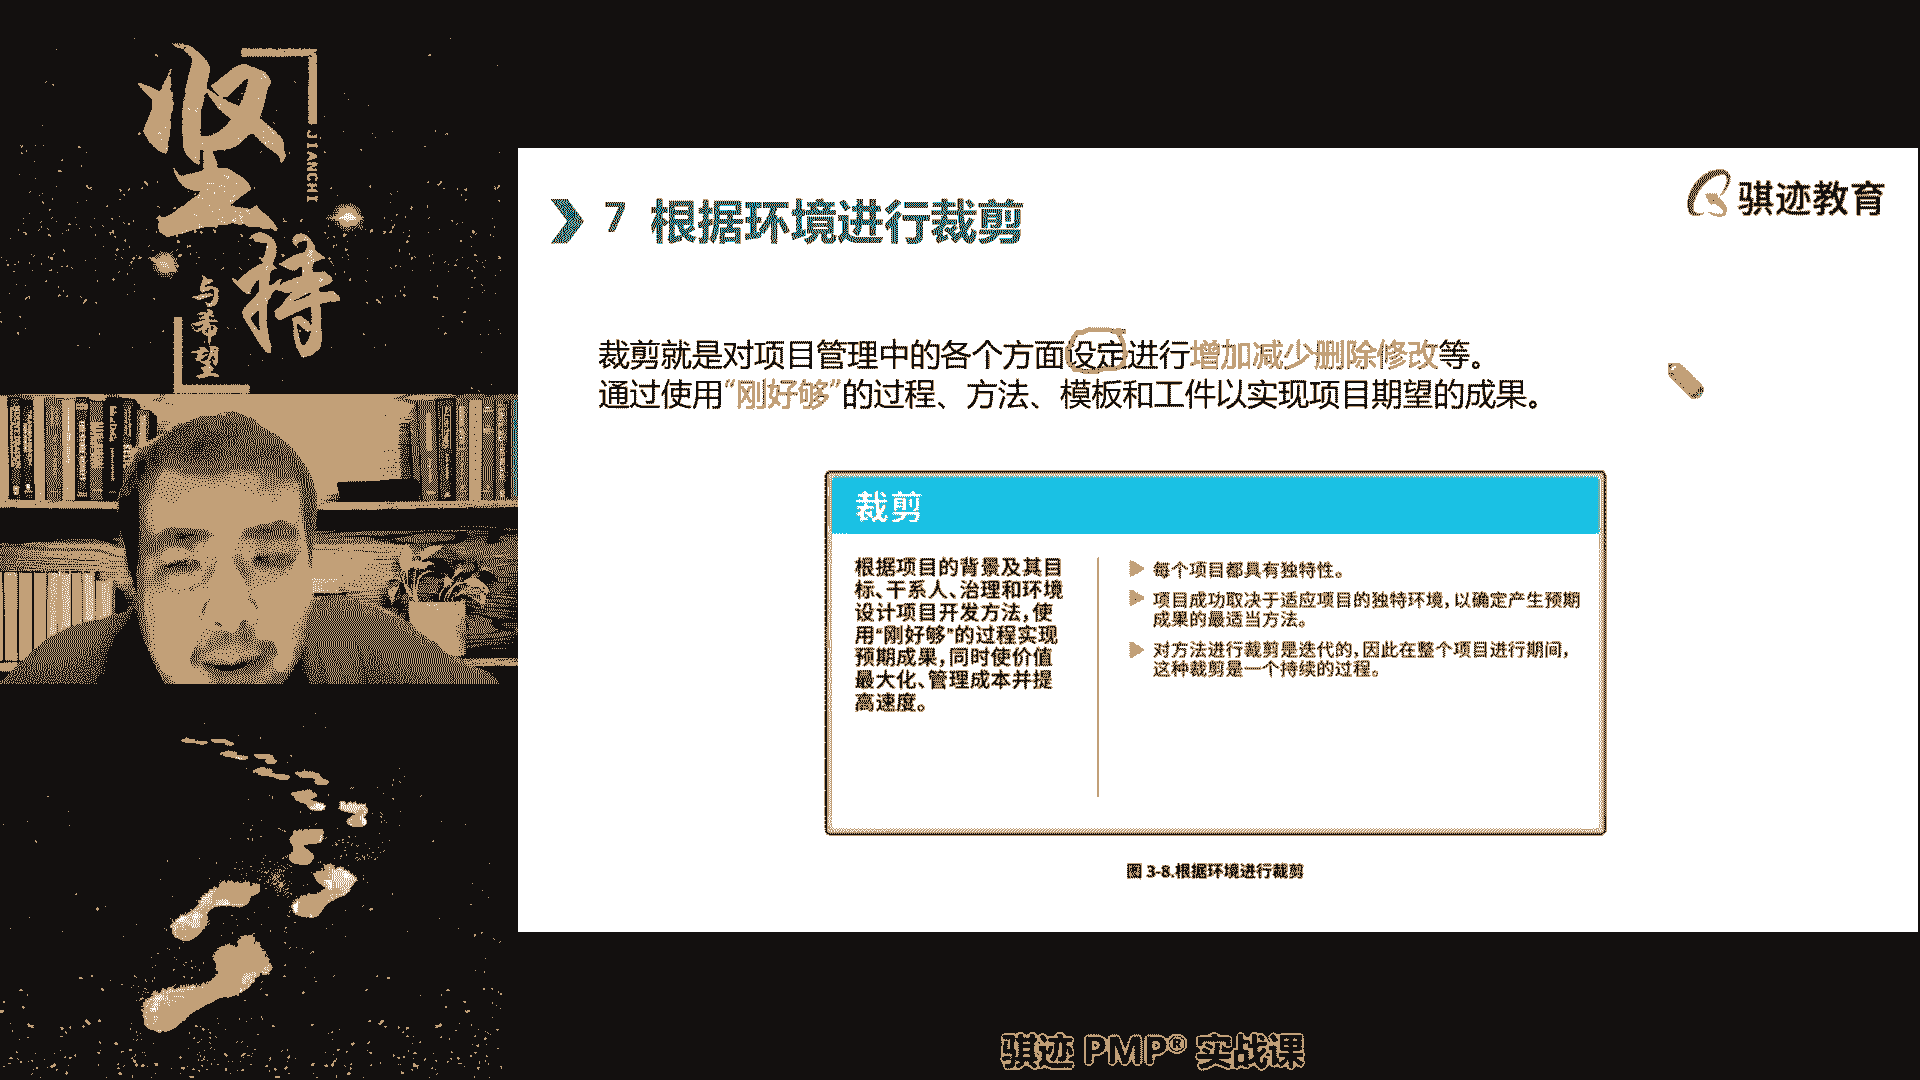 坚持
JIANCHI
与希望
骐迹教育
7 根据环境进行裁剪
裁剪就是对项目管理中的各个方面设定进行增加减少删除修改等。
通过使用“刚好够”的过程、方法、模板和工件以实现项目期望的成果。
裁剪
根据项目的背景及其目
标、干系人、治理和环境
设计项目开发方法,使
用“刚好够”的过程实现
预期成果,同时使价值
最大化、管理成本并提
高速度。
每个项目都具有独特性。
项目成功取决于适应项目的独特环境,以确定产生预期
成果的最适当方法。
对方法进行裁剪是迭代的,因此在整个项目进行期间,
这种裁剪是一个持续的过程。
图 3-8.根据环境进行裁剪
骐迹 PMP® 实战课